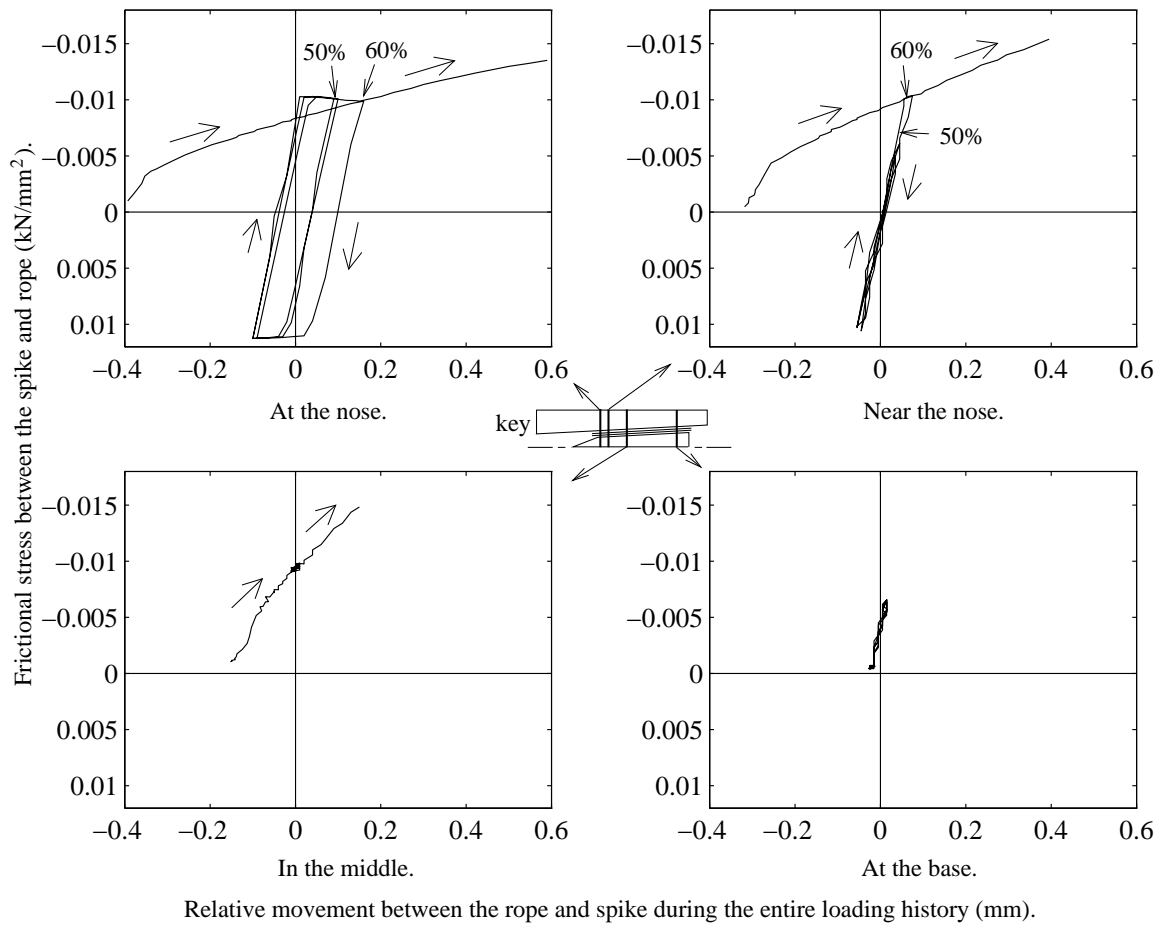 Frictional stress between the spike and rope (kN/mm²).
−0.015
−0.01
−0.005
0
0.005
0.01
50%
60%
−0.4 −0.2 0 0.2 0.4 0.6
At the nose.
−0.015
−0.01
−0.005
0
0.005
0.01
60%
50%
−0.4 −0.2 0 0.2 0.4 0.6
Near the nose.
key
−0.015
−0.01
−0.005
0
0.005
0.01
−0.4 −0.2 0 0.2 0.4 0.6
In the middle.
−0.015
−0.01
−0.005
0
0.005
0.01
−0.4 −0.2 0 0.2 0.4 0.6
At the base.
Relative movement between the rope and spike during the entire loading history (mm).